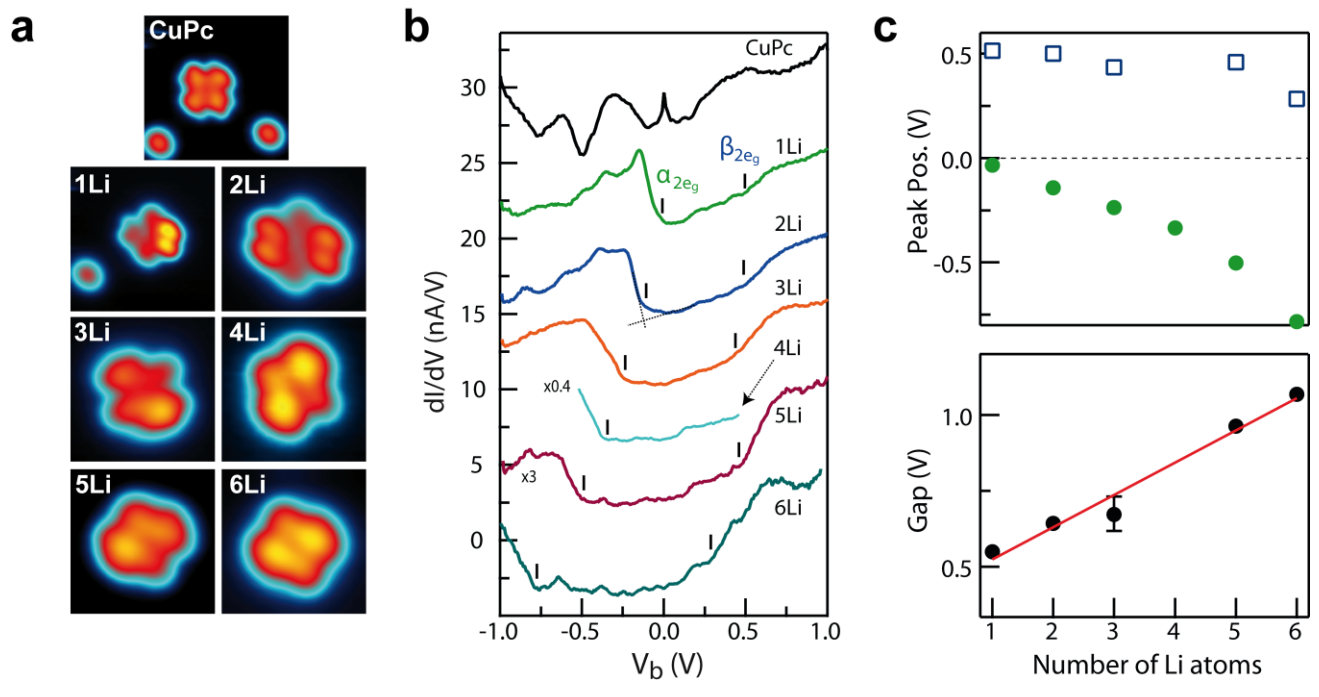 a
CuPc
1Li
2Li
3Li
4Li
5Li
6Li
b
CuPc
1Li
β2eg
α2eg
2Li
3Li
4Li
x0.4
5Li
x3
6Li
30
25
20
15
10
5
0
dI/dV (nA/V)
-1.0
-0.5
0.0
0.5
1.0
Vb (V)
c
0.5
0.0
-0.5
Peak Pos. (V)
1.0
0.5
Gap (V)
1
2
3
4
5
6
Number of Li atoms